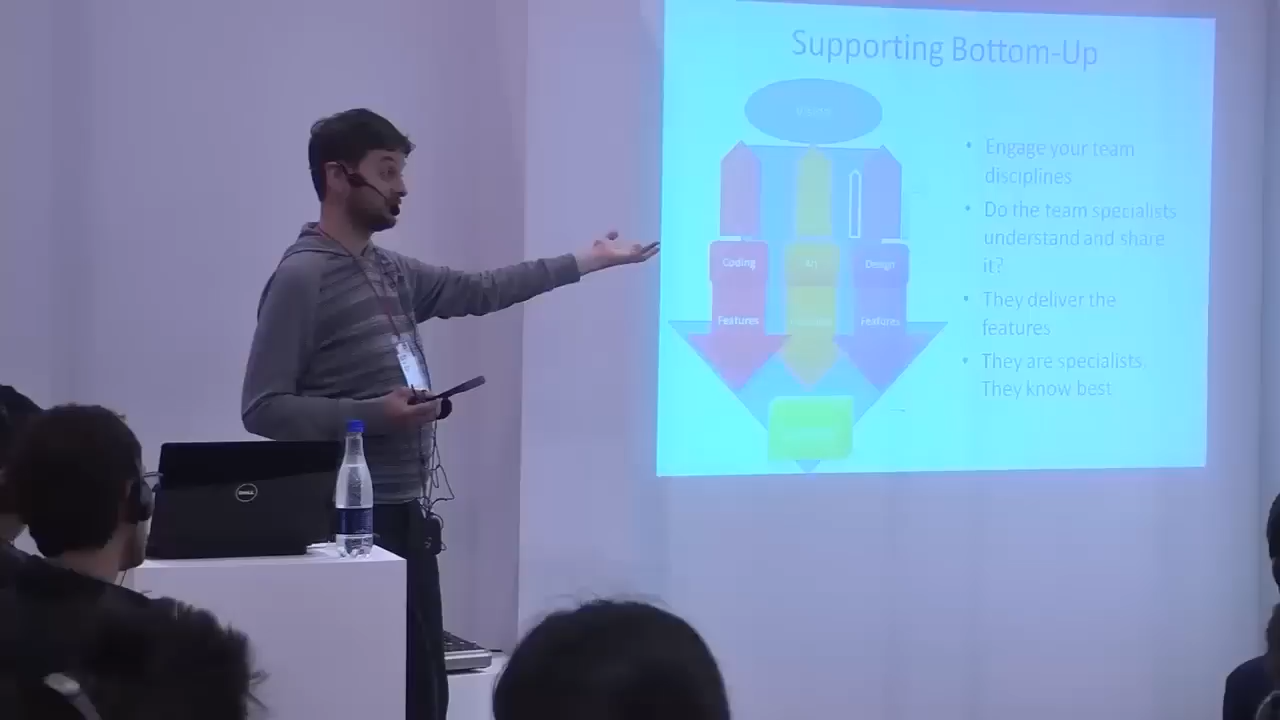 Supporting Bottom-Up
Coding
Art
Design
Features
Features
• Engage your team
disciplines
• Do the team specialists
understand and share
it?
• They deliver the
features
• They are specialists.
They know best
DELL